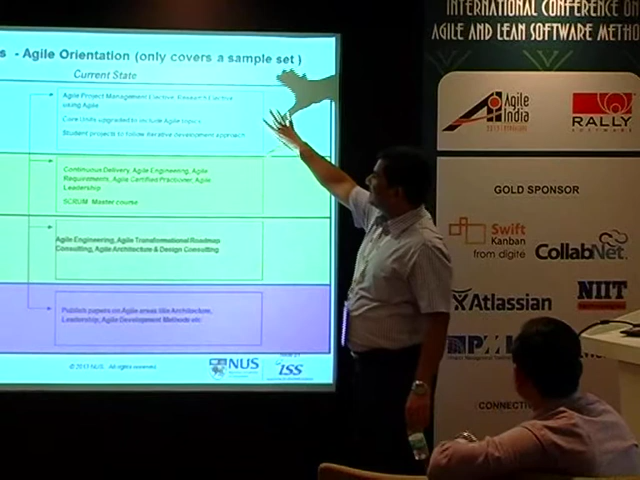 s - Agile Orientation (only covers a sample set )
Current State
Agile Project Management Elective, Research Elective
using Agile
Core Units upgraded to include Agile topics
Student projects to follow iterative development approach
Continuous Delivery, Agile Engineering, Agile
Requirements, Agile Certified Practioner, Agile
Leadership
SCRUM Master course
Agile Engineering, Agile Transformational Roadmap
Consulting, Agile Architecture & Design Consulting
Publish papers on Agile areas like Architecture,
Leadership, Agile Development Methods etc
© 2013 NUS. All rights reserved.
NUS
ISS
INTERNATIONAL CONFERENCE ON
AGILE AND LEAN SOFTWARE METHO
Agile
India
RALLY
SOFTWARE
GOLD SPONSOR
Swift
Kanban
from digité
CollabNet
Atlassian
NIIT
PMI
CONNECTI